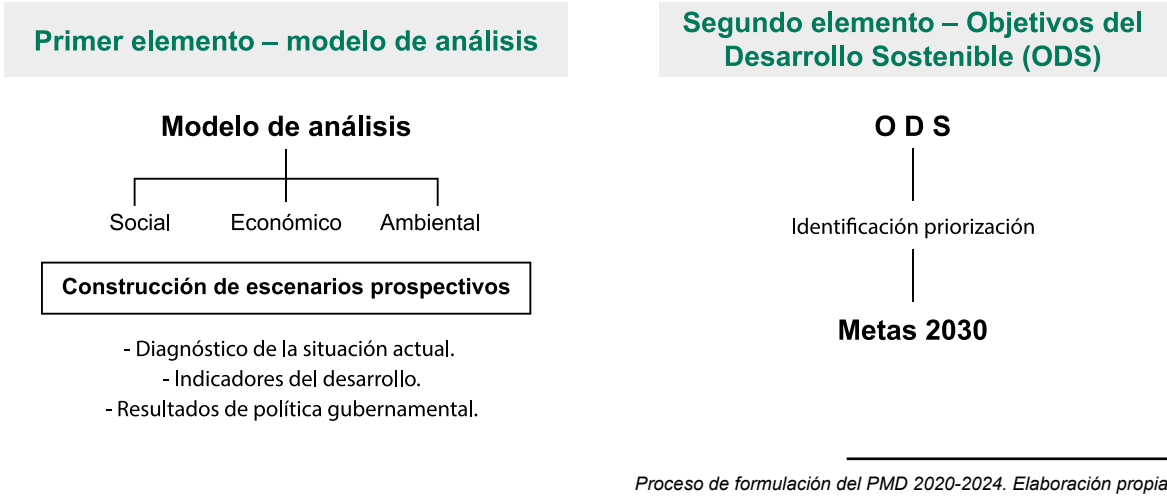 Primer elemento – modelo de análisis
Modelo de análisis
Social Económico Ambiental
Construcción de escenarios prospectivos
- Diagnóstico de la situación actual.
- Indicadores del desarrollo.
- Resultados de política gubernamental.
Segundo elemento – Objetivos del
Desarrollo Sostenible (ODS)
O D S
Identificación priorización
Metas 2030
Proceso de formulación del PMD 2020-2024. Elaboración propia